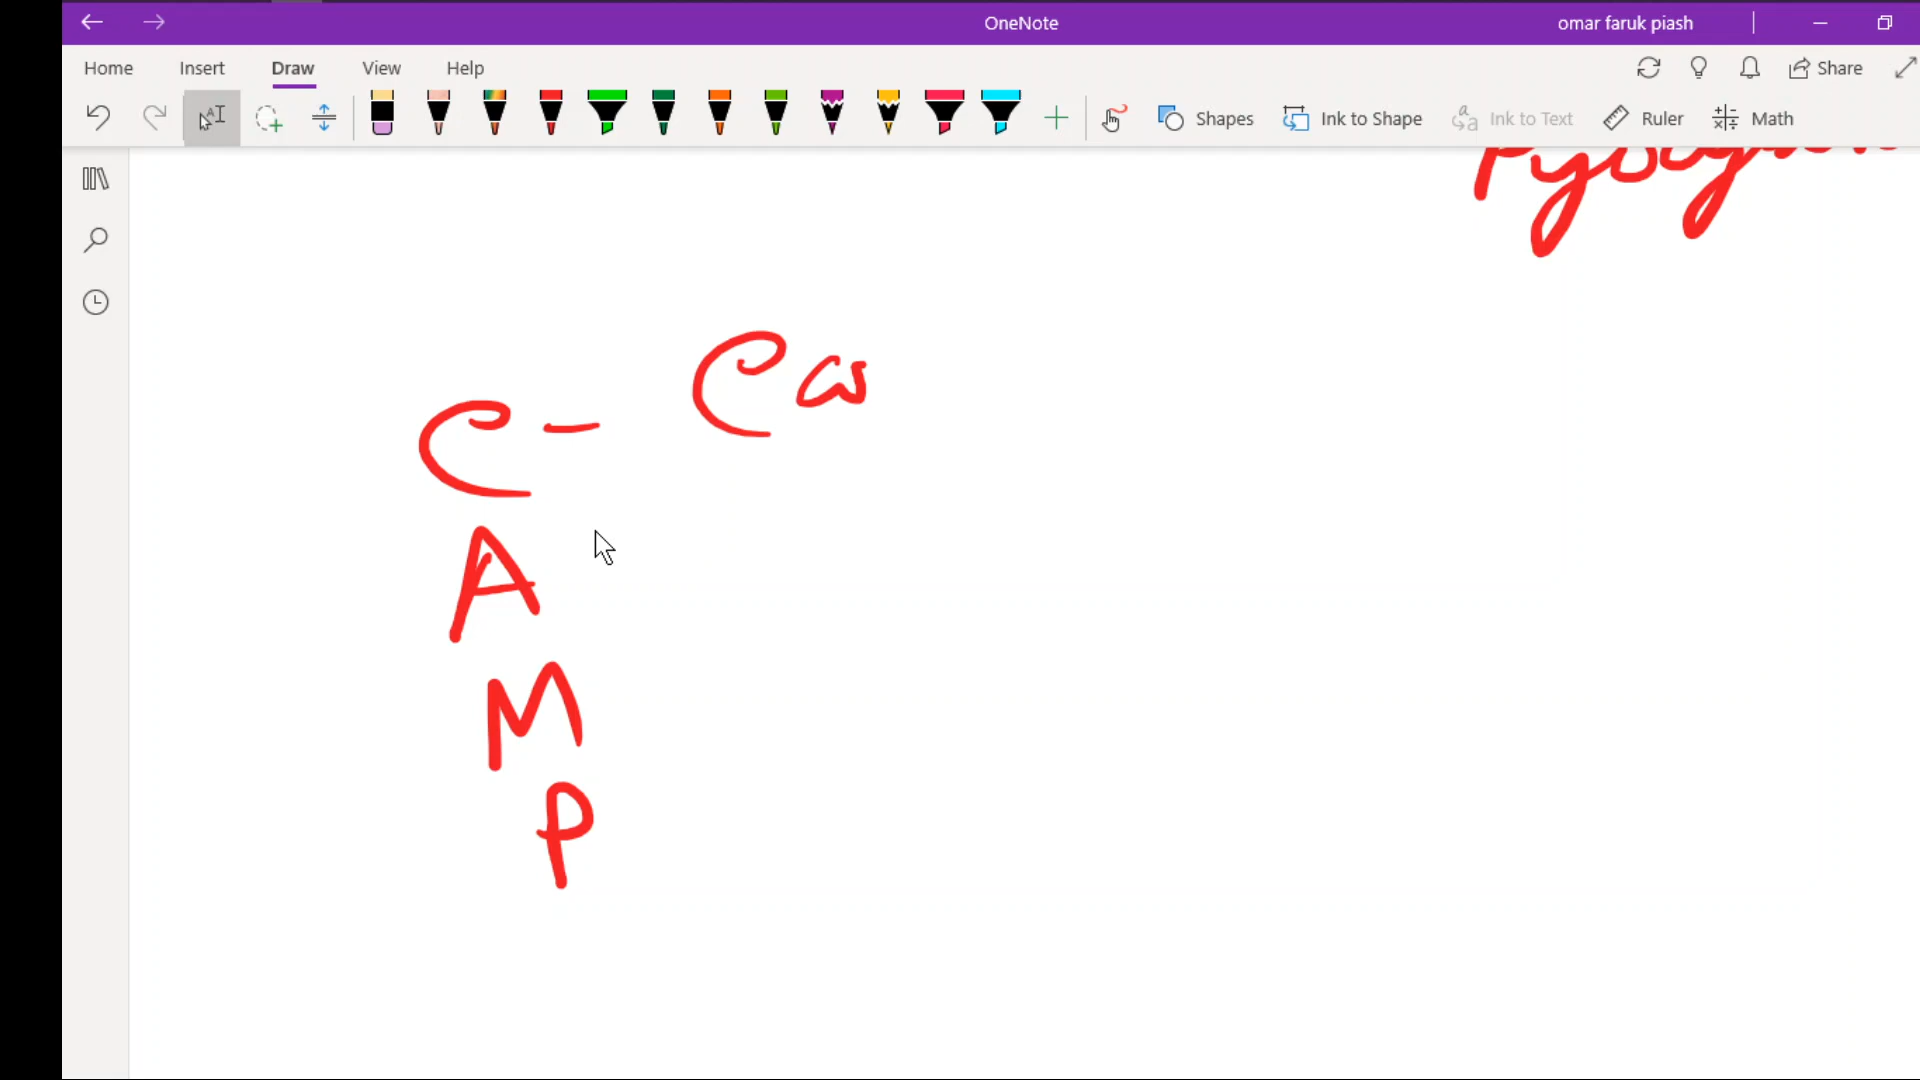 OneNote
omar faruk piash
Home Insert Draw View Help
Share
Shapes Ink to Shape Ink to Text Ruler Math
C - Cas
A
M
P